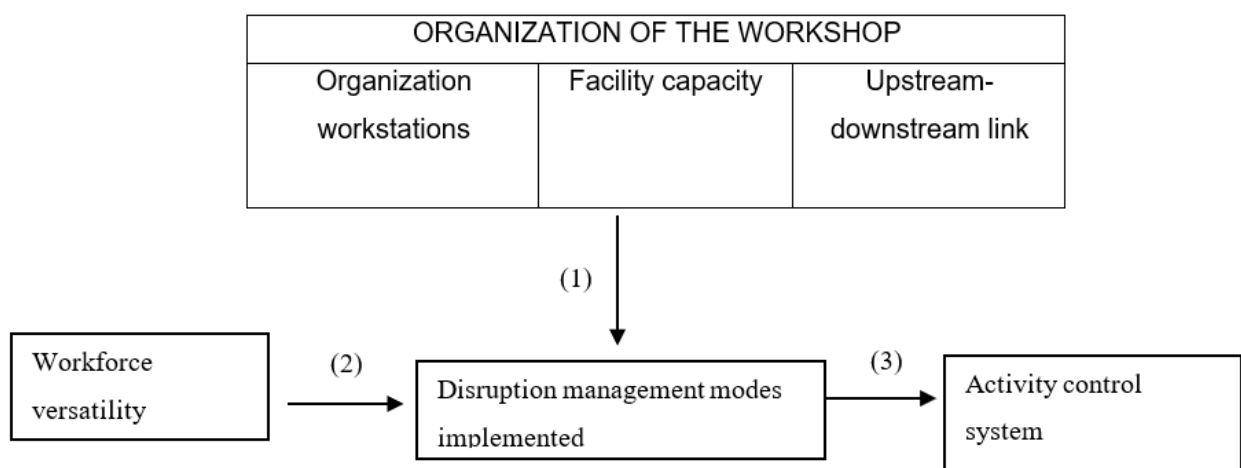 ORGANIZATION OF THE WORKSHOP
Organization
workstations
Facility capacity
Upstream-
downstream link
(1)
Workforce
versatility
(2)
Disruption management modes
implemented
(3)
Activity control
system